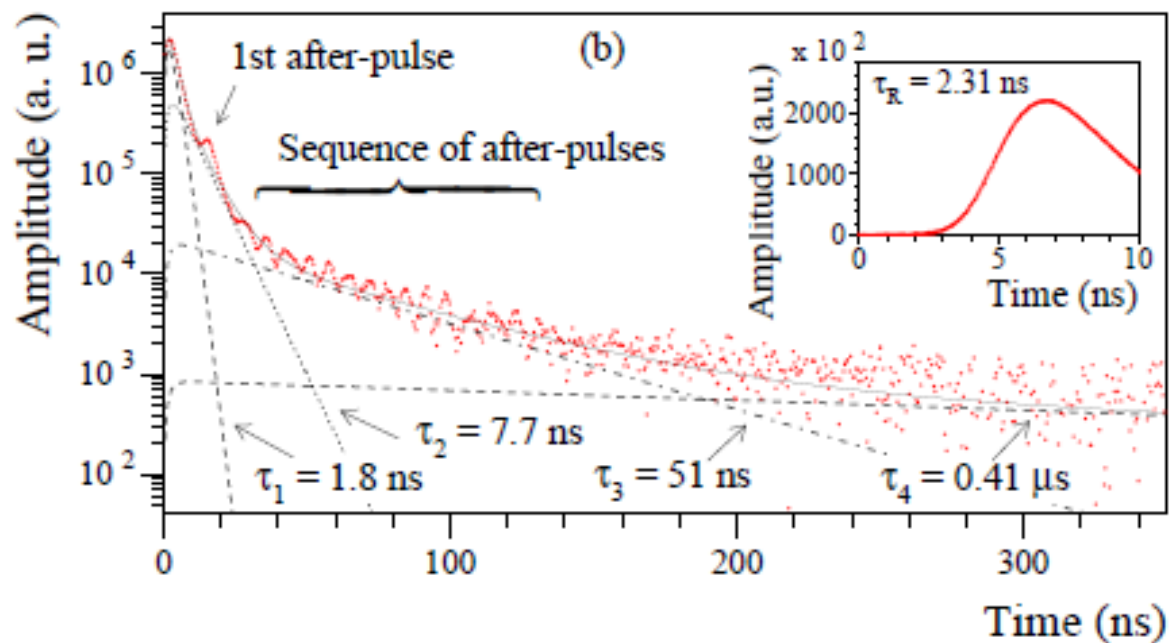 (b)
1st after-pulse
Sequence of after-pulses
τ1 = 1.8 ns
τ2 = 7.7 ns
τ3 = 51 ns
τ4 = 0.41 μs
Amplitude (a. u.)
10^6
10^5
10^4
10^3
10^2
0 100 200 300
Time (ns)
x 10^2
τR = 2.31 ns
Amplitude (a.u.)
2000
1000
0
0 5 10
Time (ns)